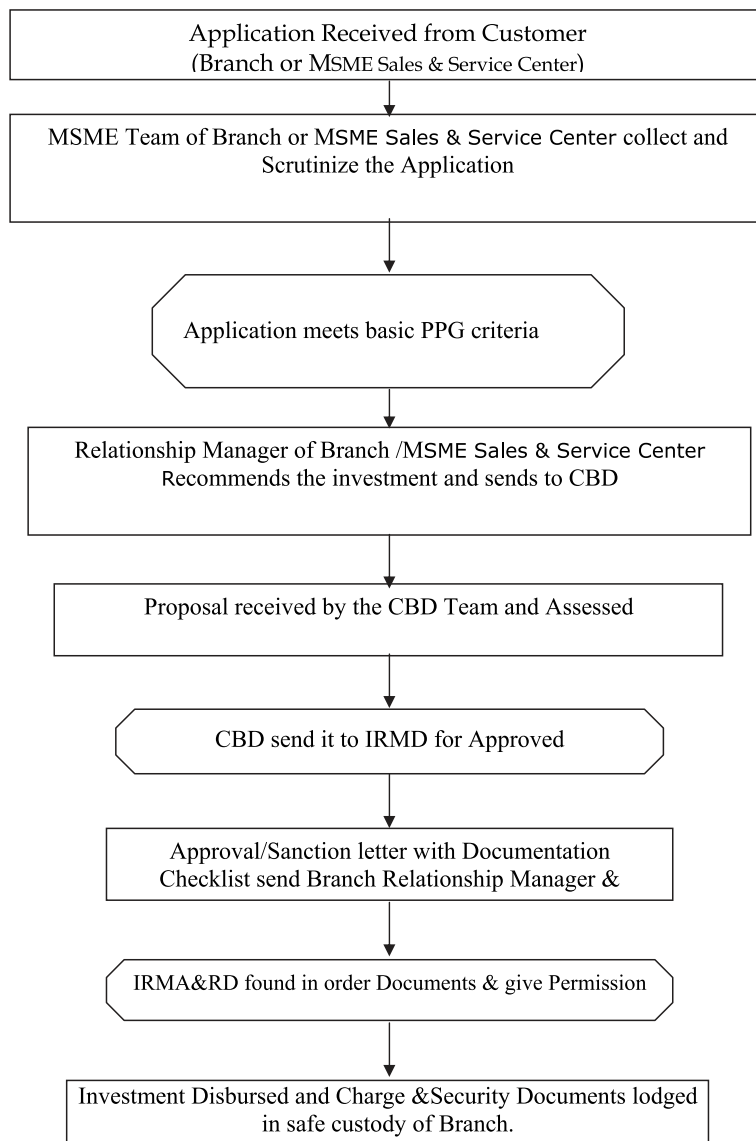 Application Received from Customer
(Branch or MSME Sales & Service Center)
MSME Team of Branch or MSME Sales & Service Center collect and
Scrutinize the Application
Application meets basic PPG criteria
Relationship Manager of Branch /MSME Sales & Service Center
Recommends the investment and sends to CBD
Proposal received by the CBD Team and Assessed
CBD send it to IRMD for Approved
Approval/Sanction letter with Documentation
Checklist send Branch Relationship Manager &
IRMA&RD found in order Documents & give Permission
Investment Disbursed and Charge &Security Documents lodged
in safe custody of Branch.